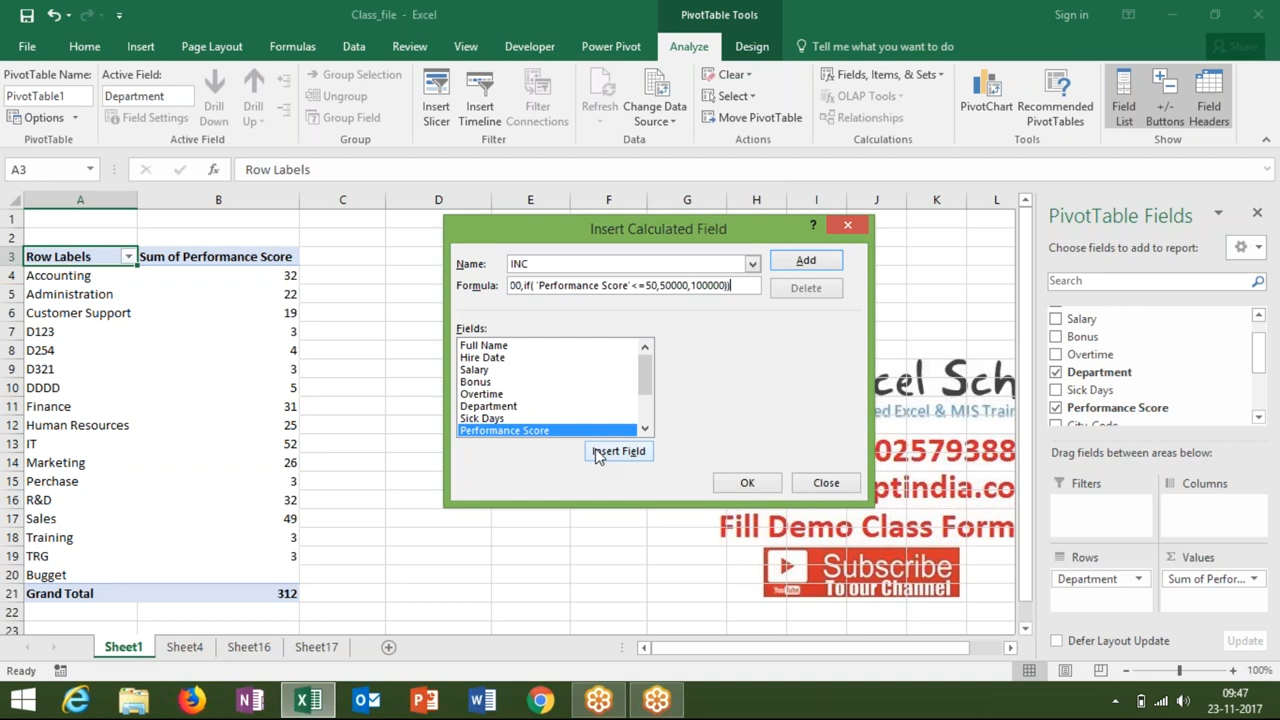 Class_file - Excel
PivotTable Tools
Sign in
File Home Insert Page Layout Formulas Data Review View Developer Power Pivot Analyze Design Tell me what you want to do Share
PivotTable Name:
PivotTable1
Options
PivotTable
Active Field:
Department
Field Settings
Drill Down
Drill Up
Active Field
Group Selection
Ungroup
Group Field
Group
Insert Slicer
Insert Timeline
Filter Connections
Filter
Refresh
Change Data Source
Data
Clear
Select
Move PivotTable
Actions
Fields, Items, & Sets
OLAP Tools
Relationships
Calculations
PivotChart
Recommended PivotTables
Tools
Field List
+/- Buttons
Field Headers
Show
A3
fx
Row Labels
A B C D E F G H I J K L
1
2
3 Row Labels Sum of Performance Score
4 Accounting 32
5 Administration 22
6 Customer Support 31
7 D123 3
8 D254 4
9 D321 3
10 DDDD 5
11 Finance 31
12 Human Resources 25
13 IT 52
14 Marketing 26
15 Perchase 3
16 R&D 32
17 Sales 49
18 Training 3
19 TRG 3
20 Bugget
21 Grand Total 312
22
23
Insert Calculated Field
?
Name: INC
Add
Formula: 00,if( 'Performance Score'<=50,50000,100000))
Delete
Fields:
Full Name
Hire Date
Salary
Bonus
Overtime
Department
Sick Days
Performance Score
Insert Field
OK
Close
cel Sch
ed Excel & MIS Train
02579388
ptindia.co
Fill Demo Class Form
YouTube
Subscribe
To our Channel
PivotTable Fields
Choose fields to add to report:
Search
Salary
Bonus
Overtime
Department
Sick Days
Performance Score
City Code
Drag fields between areas below:
Filters
Columns
Rows
Values
Department
Sum of Perfor...
Defer Layout Update
Update
Sheet1 Sheet4 Sheet16 Sheet17
Ready
100%
09:47
23-11-2017